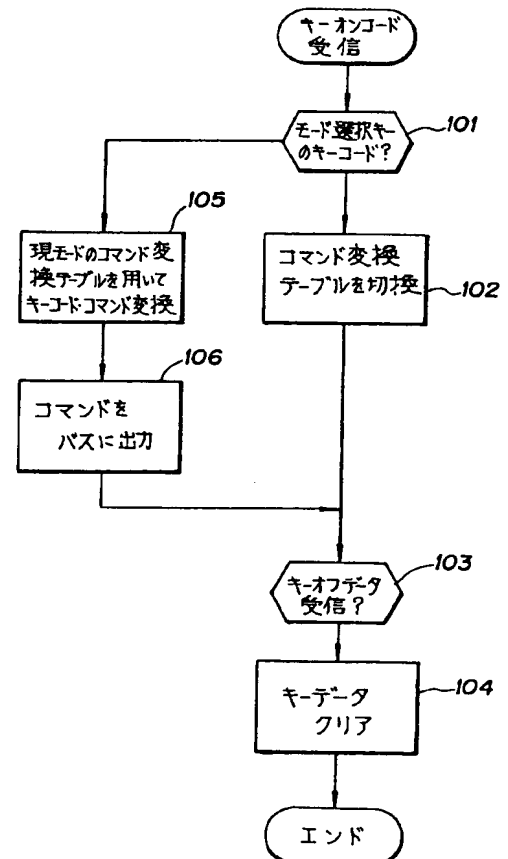 キーオンコード
受信
モード選択キー
のキーコード?
101
105
現モードのコマンド変
換テーブルを用いて
キーコード・コマンド変換
コマンド変換
テーブルを切換
102
106
コマンドを
バスに出力
キーオフデータ
受信?
103
キーデータ
クリア
104
エンド